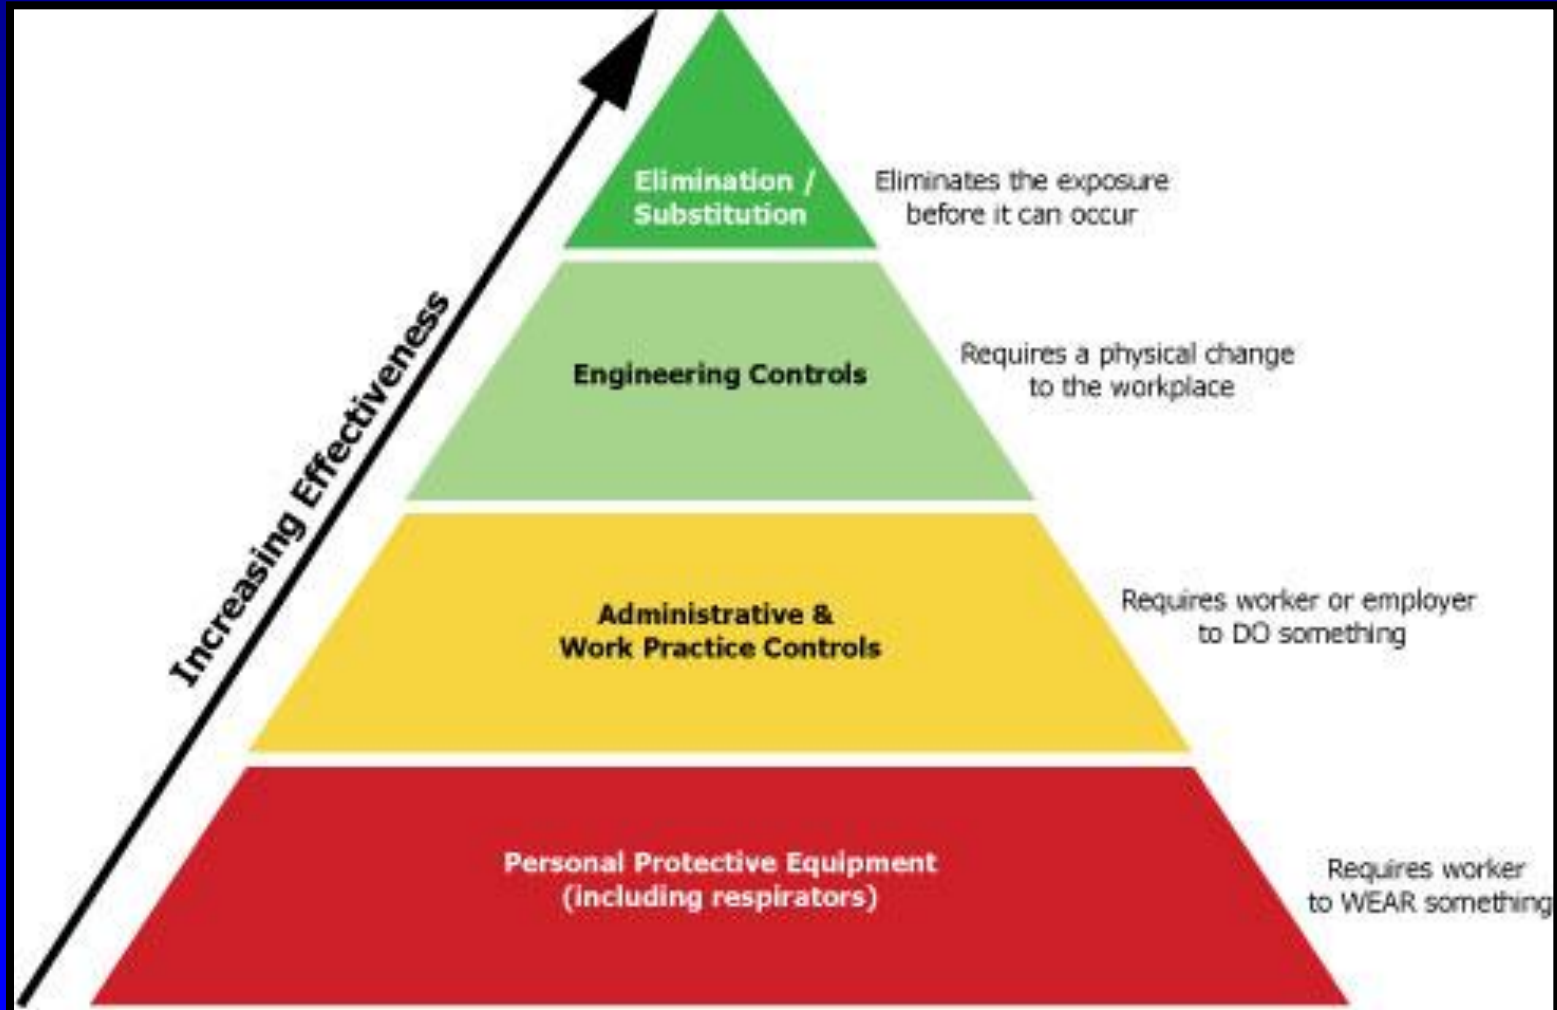 Elimination /
Substitution
Eliminates the exposure
before it can occur
Engineering Controls
Requires a physical change
to the workplace
Increasing Effectiveness
Administrative &
Work Practice Controls
Requires worker or employer
to DO something
Personal Protective Equipment
(including respirators)
Requires worker
to WEAR something